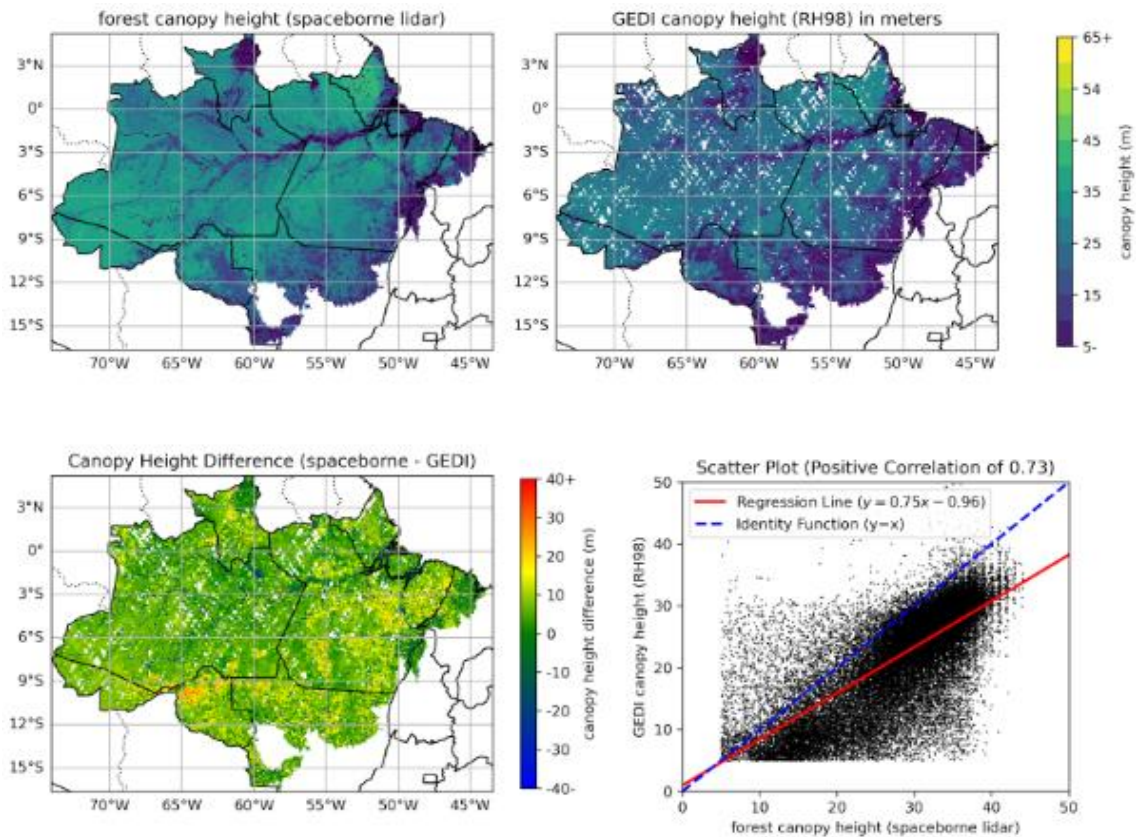 forest canopy height (spaceborne lidar)
3°N
0°
3°S
6°S
9°S
12°S
15°S
70°W 65°W 60°W 55°W 50°W 45°W
GEDI canopy height (RH98) in meters
3°N
0°
3°S
6°S
9°S
12°S
15°S
70°W 65°W 60°W 55°W 50°W 45°W
65+
54
45
35
25
15
5-
canopy height (m)
Canopy Height Difference (spaceborne - GEDI)
3°N
0°
3°S
6°S
9°S
12°S
15°S
70°W 65°W 60°W 55°W 50°W 45°W
40+
30
20
10
-0
-10
-20
-30
-40-
canopy height difference (m)
Scatter Plot (Positive Correlation of 0.73)
Regression Line (y = 0.75x − 0.96)
Identity Function (y=x)
50
40
30
20
10
0
GEDI canopy height (RH98)
0 10 20 30 40 50
forest canopy height (spaceborne lidar)